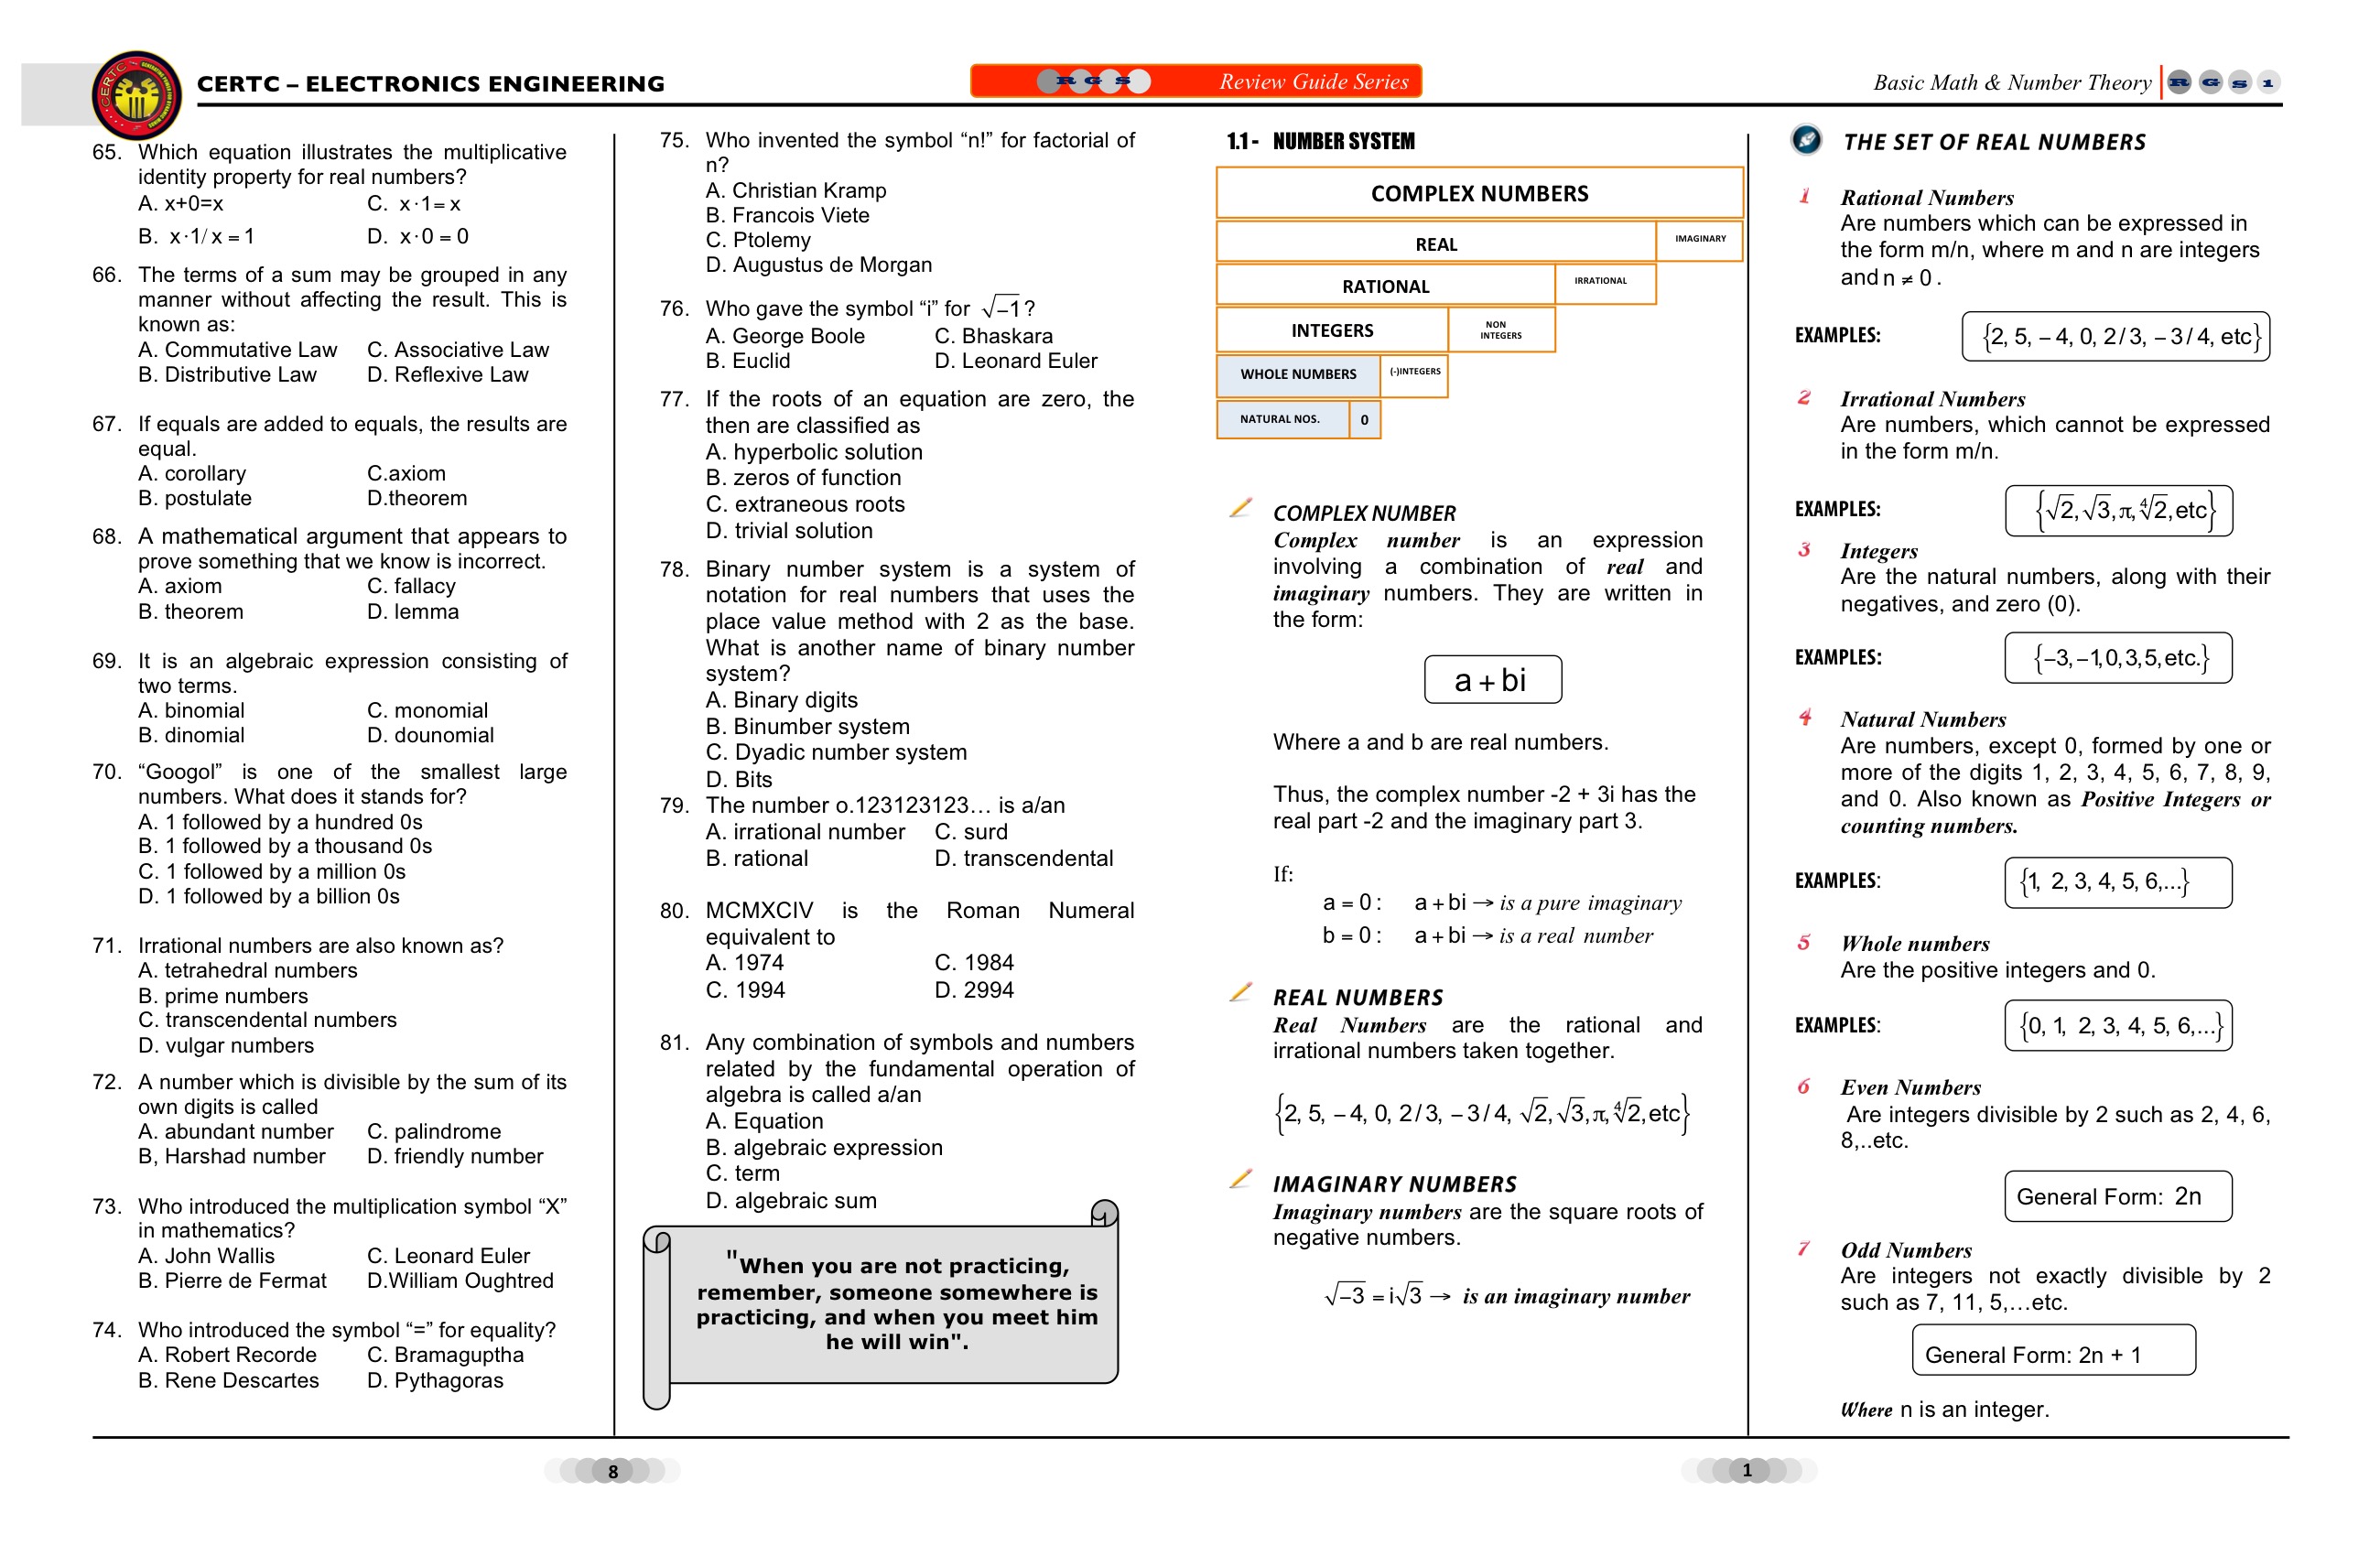 CERTC – ELECTRONICS ENGINEERING
65. Which equation illustrates the multiplicative
identity property for real numbers?
A. x+0=x C. x·1=x
B. x·1/x=1 D. x·0=0
66. The terms of a sum may be grouped in any
manner without affecting the result. This is
known as:
A. Commutative Law C. Associative Law
B. Distributive Law D. Reflexive Law
67. If equals are added to equals, the results are
equal.
A. corollary C.axiom
B. postulate D.theorem
68. A mathematical argument that appears to
prove something that we know is incorrect.
A. axiom C. fallacy
B. theorem D. lemma
69. It is an algebraic expression consisting of
two terms.
A. binomial C. monomial
B. dinomial D. dounomial
70. “Googol” is one of the smallest large
numbers. What does it stands for?
A. 1 followed by a hundred 0s
B. 1 followed by a thousand 0s
C. 1 followed by a million 0s
D. 1 followed by a billion 0s
71. Irrational numbers are also known as?
A. tetrahedral numbers
B. prime numbers
C. transcendental numbers
D. vulgar numbers
72. A number which is divisible by the sum of its
own digits is called
A. abundant number C. palindrome
B, Harshad number D. friendly number
73. Who introduced the multiplication symbol “X”
in mathematics?
A. John Wallis C. Leonard Euler
B. Pierre de Fermat D.William Oughtred
74. Who introduced the symbol “=” for equality?
A. Robert Recorde C. Bramaguptha
B. Rene Descartes D. Pythagoras
75. Who invented the symbol “n!” for factorial of
n?
A. Christian Kramp
B. Francois Viete
C. Ptolemy
D. Augustus de Morgan
76. Who gave the symbol “i” for √−1?
A. George Boole C. Bhaskara
B. Euclid D. Leonard Euler
77. If the roots of an equation are zero, the
then are classified as
A. hyperbolic solution
B. zeros of function
C. extraneous roots
D. trivial solution
78. Binary number system is a system of
notation for real numbers that uses the
place value method with 2 as the base.
What is another name of binary number
system?
A. Binary digits
B. Binumber system
C. Dyadic number system
D. Bits
79. The number o.123123123… is a/an
A. irrational number C. surd
B. rational D. transcendental
80. MCMXCIV is the Roman Numeral
equivalent to
A. 1974 C. 1984
C. 1994 D. 2994
81. Any combination of symbols and numbers
related by the fundamental operation of
algebra is called a/an
A. Equation
B. algebraic expression
C. term
D. algebraic sum
"When you are not practicing,
remember, someone somewhere is
practicing, and when you meet him
he will win".
8
R G S Review Guide Series
Basic Math & Number Theory R G S 1
1.1 - NUMBER SYSTEM
COMPLEX NUMBERS
REAL IMAGINARY
RATIONAL IRRATIONAL
INTEGERS NON
INTEGERS
WHOLE NUMBERS (-)INTEGERS
NATURAL NOS. 0
COMPLEX NUMBER
Complex number is an expression
involving a combination of real and
imaginary numbers. They are written in
the form:
a + bi
Where a and b are real numbers.
Thus, the complex number -2 + 3i has the
real part -2 and the imaginary part 3.
If:
a = 0 : a + bi → is a pure imaginary
b = 0 : a + bi → is a real number
REAL NUMBERS
Real Numbers are the rational and
irrational numbers taken together.
{2, 5, − 4, 0, 2/3, − 3/4, √2, √3, π, ∜2, etc}
IMAGINARY NUMBERS
Imaginary numbers are the square roots of
negative numbers.
√−3 = i√3 → is an imaginary number
THE SET OF REAL NUMBERS
1 Rational Numbers
Are numbers which can be expressed in
the form m/n, where m and n are integers
and n ≠ 0 .
EXAMPLES: {2, 5, − 4, 0, 2/3, − 3/4, etc}
2 Irrational Numbers
Are numbers, which cannot be expressed
in the form m/n.
EXAMPLES: {√2, √3, π, ∜2, etc}
3 Integers
Are the natural numbers, along with their
negatives, and zero (0).
EXAMPLES: {−3, −1,0, 3, 5, etc.}
4 Natural Numbers
Are numbers, except 0, formed by one or
more of the digits 1, 2, 3, 4, 5, 6, 7, 8, 9,
and 0. Also known as Positive Integers or
counting numbers.
EXAMPLES: {1, 2, 3, 4, 5, 6,...}
5 Whole numbers
Are the positive integers and 0.
EXAMPLES: {0, 1, 2, 3, 4, 5, 6,...}
6 Even Numbers
Are integers divisible by 2 such as 2, 4, 6,
8,..etc.
General Form: 2n
7 Odd Numbers
Are integers not exactly divisible by 2
such as 7, 11, 5,…etc.
General Form: 2n + 1
Where n is an integer.
1